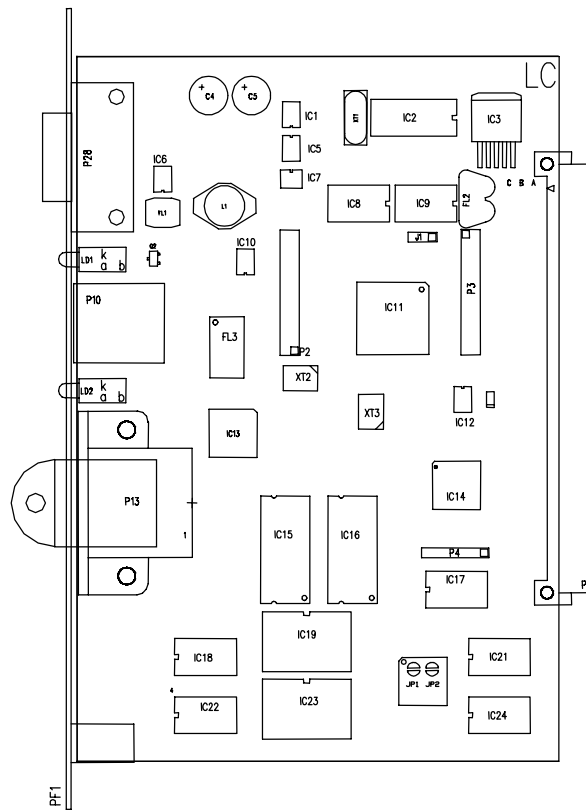 LC
+ C4
+ C5
IC1
XT1
IC2
IC3
IC5
P28
IC6
IC7
C B A
FL1
L1
IC8
IC9
FL2
J1
LD1
k
a b
IC10
P10
FL3
P2
IC11
P3
XT2
LD2
k
a b
XT3
IC12
IC13
P13
1
IC14
IC15
IC16
P4
IC17
P
IC19
IC18
JP1 JP2
IC21
4
IC22
IC23
IC24
PF1